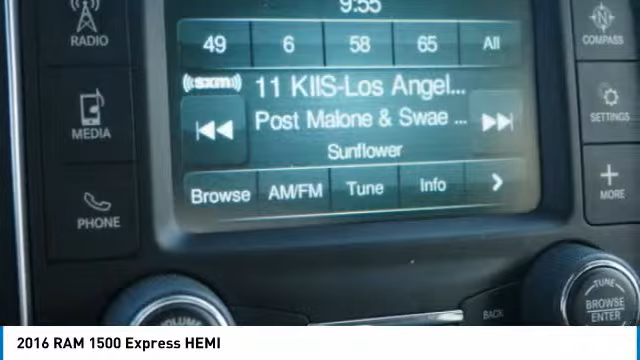 9:55
RADIO
49 6 58 65 All
COMPASS
((sxm)) 11 KIIS-Los Angel...
MEDIA
Post Malone & Swae ...
SETTINGS
Sunflower
Browse AM/FM Tune Info >
PHONE
MORE
VOLUME
BACK
TUNE
BROWSE
ENTER
2016 RAM 1500 Express HEMI